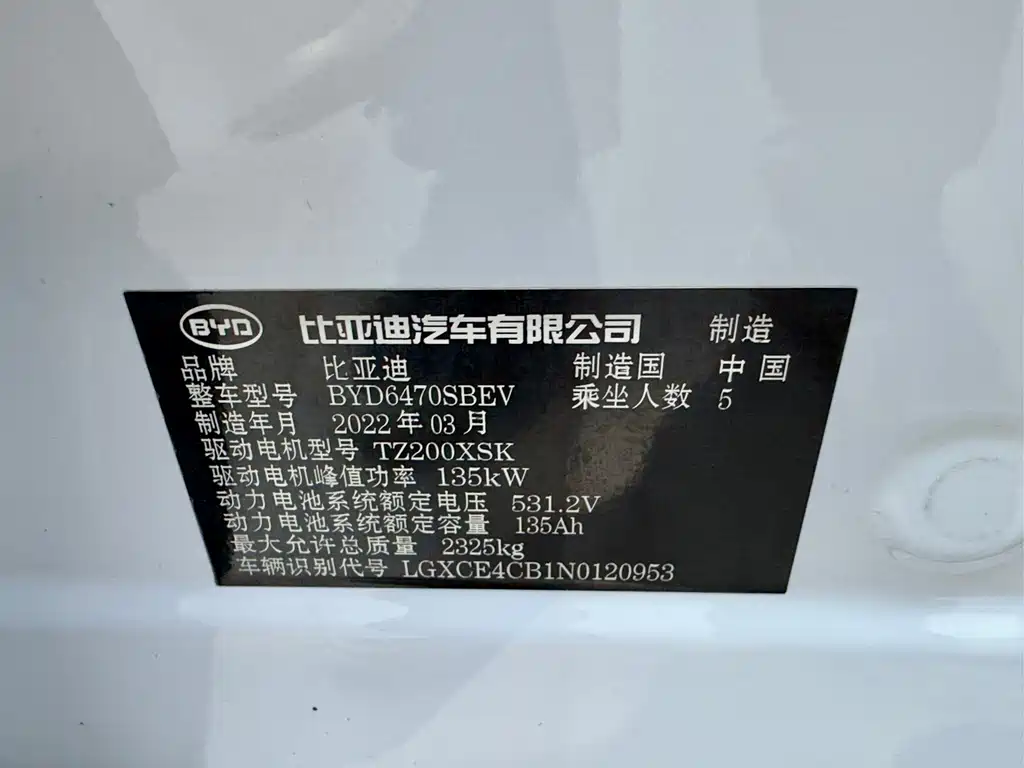 BYD 比亚迪汽车有限公司 制造
品牌 比亚迪 制造国 中国
整车型号 BYD6470SBEV 乘坐人数 5
制造年月 2022年03月
驱动电机型号 TZ200XSK
驱动电机峰值功率 135kW
动力电池系统额定电压 531.2V
动力电池系统额定容量 135Ah
最大允许总质量 2325kg
车辆识别代号 LGXCE4CB1N0120953